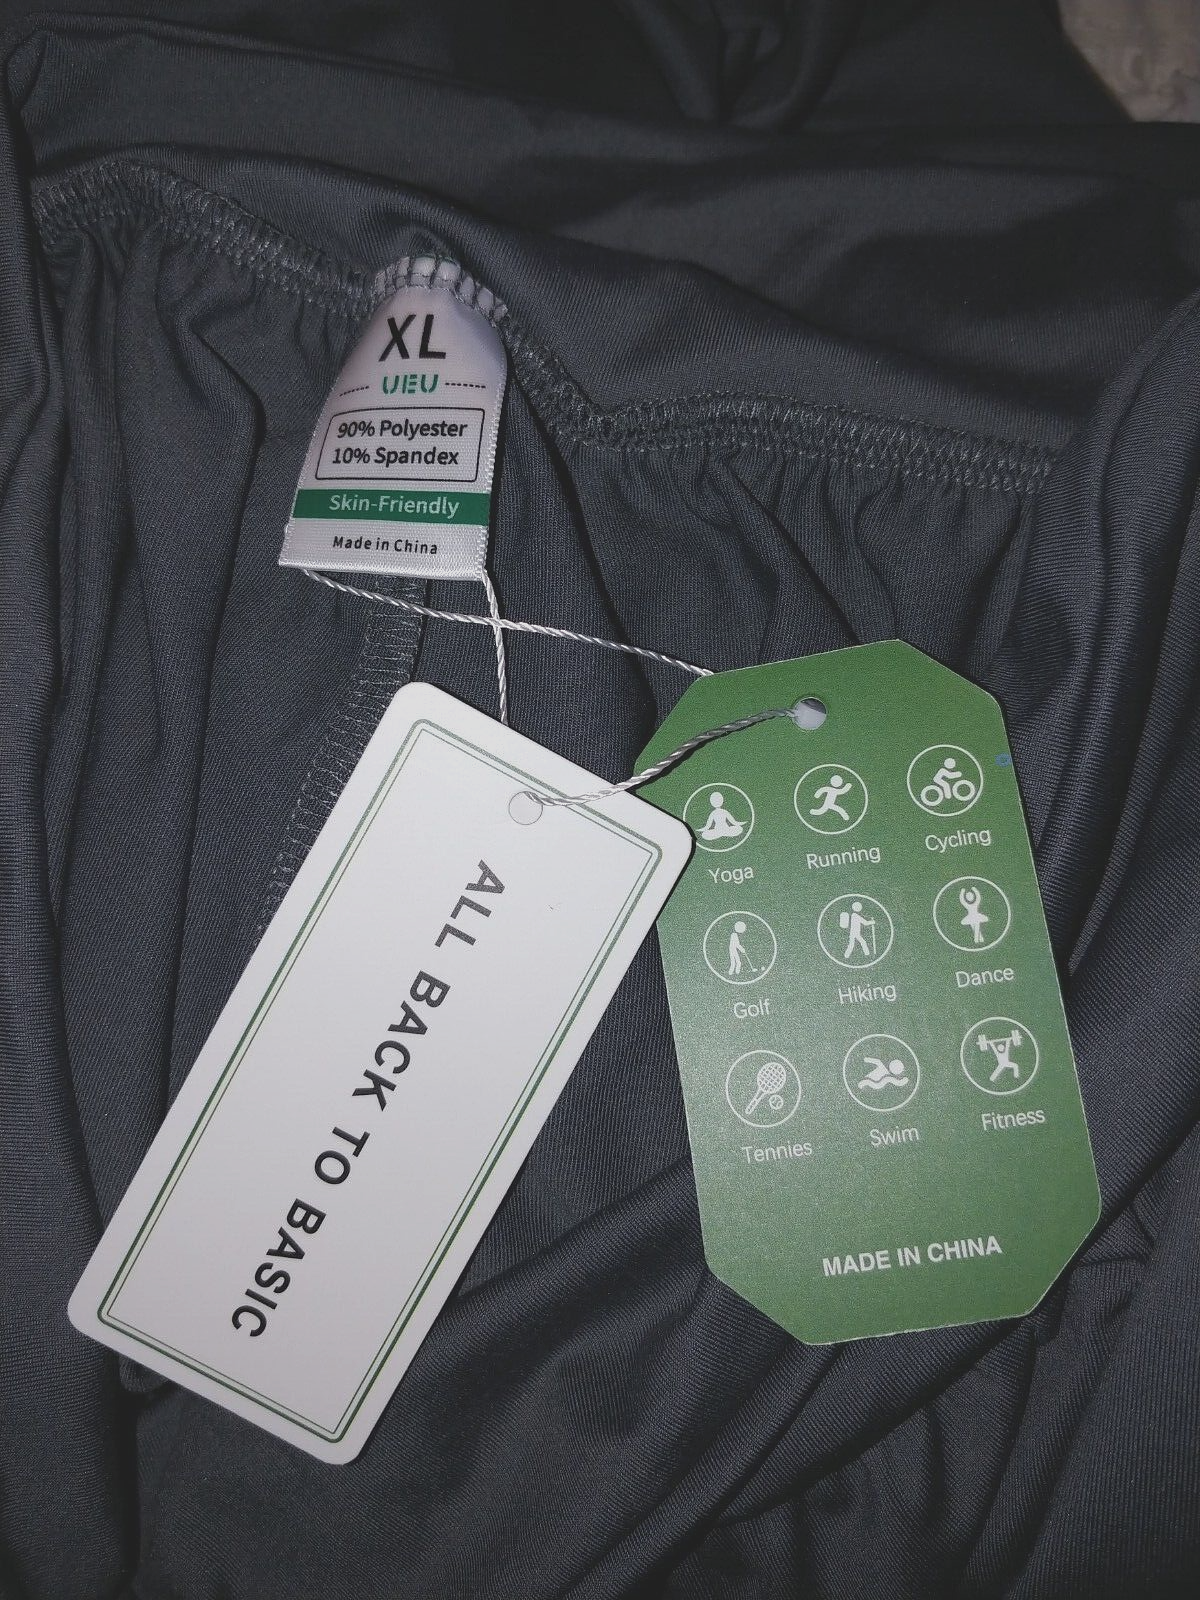 XL
UEU
90% Polyester
10% Spandex
Skin-Friendly
Made in China
ALL BACK TO BASIC
Yoga
Running
Cycling
Golf
Hiking
Dance
Tennies
Swim
Fitness
MADE IN CHINA